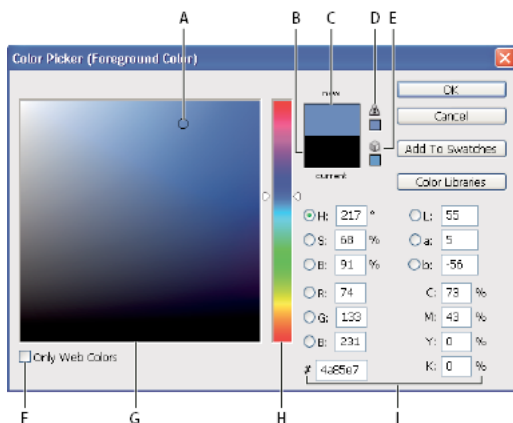 A B C D E
Color Picker (Foreground Color)
new
OK
Cancel
Add To Swatches
current
Color Libraries
H: 217 °
L: 55
S: 68 %
a: 5
B: 91 %
b: -56
R: 74
C: 73 %
G: 133
M: 43 %
B: 231
Y: 0 %
# 4a85e7
K: 0 %
Only Web Colors
F G H I